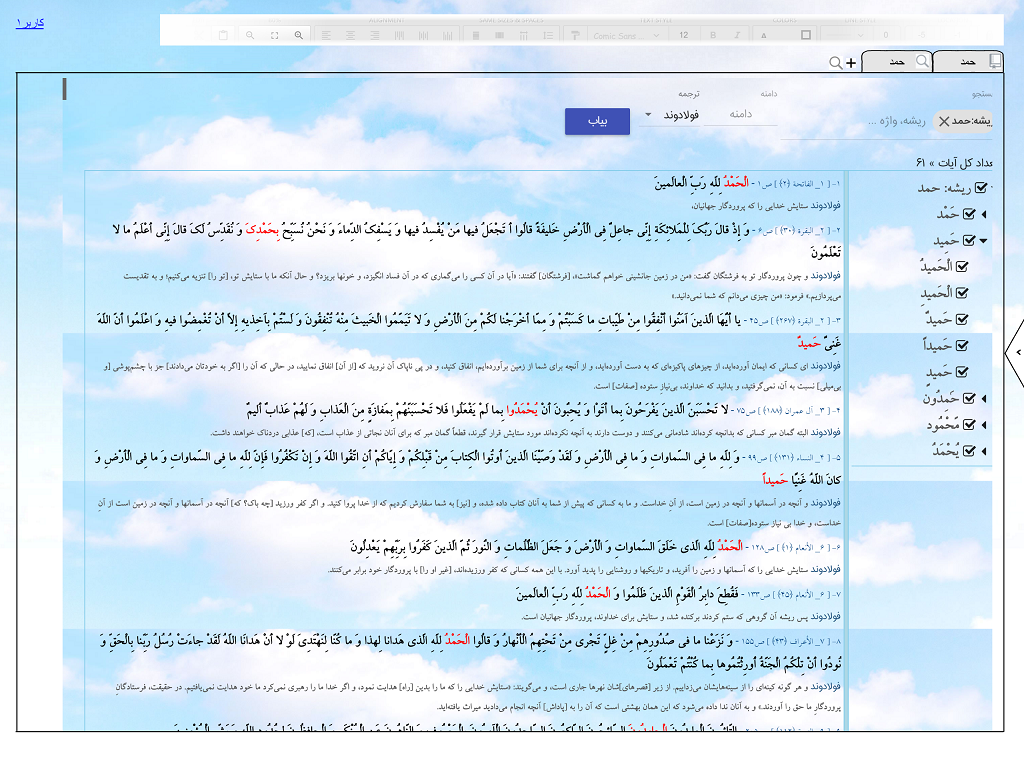 کاربر ۱
Comic Sans ...
12
B
I
A
0
حمد
حمد
ستجو
دامنه
ترجمه
یشه:حمد
ریشه، واژه ...
دامنه
فولادوند
بیاب
عداد کل آیات » ۶۱
ریشه: حمد
حَمْد
حَمِید
الْحَمیدُ
الْحَمیدِ
حَمیدٌ
حَمیداً
حَمیدٍ
حَمدُون
مَحْمُود
یُحْمَدُ
۱- [ ۱_ الفاتحة (۲) ] ص۱ - الْحَمْدُ لِلَّهِ رَبِّ الْعالَمینَ
فولادوند ستایش خدایی را که پروردگار جهانیان،
۲- [ ۲_ البقرة (۳۰) ] ص۶ - وَ إِذْ قالَ رَبُّكَ لِلْمَلائِكَةِ إِنِّی جاعِلٌ فِی الْأَرْضِ خَلیفَةً قالُوا أَ تَجْعَلُ فیها مَنْ یُفْسِدُ فیها وَ یَسْفِكُ الدِّماءَ وَ نَحْنُ نُسَبِّحُ بِحَمْدِكَ وَ نُقَدِّسُ لَكَ قالَ إِنِّی أَعْلَمُ ما لا
تَعْلَمُونَ
فولادوند و چون پروردگار تو به فرشتگان گفت: «من در زمین جانشینی خواهم گماشت»، [فرشتگان] گفتند: «آیا در آن کسی را می‌گماری که در آن فساد انگیزد، و خونها بریزد؟ و حال آنکه ما با ستایش تو، [تو را] تنزیه می‌کنیم؛ و به تقدیست
می‌پردازیم.» فرمود: «من چیزی می‌دانم که شما نمی‌دانید.»
۳- [ ۲_ البقرة (۲۶۷) ] ص۴۵ - یا أَیُّهَا الَّذینَ آمَنُوا أَنْفِقُوا مِنْ طَیِّباتِ ما كَسَبْتُمْ وَ مِمَّا أَخْرَجْنا لَكُمْ مِنَ الْأَرْضِ وَ لا تَیَمَّمُوا الْخَبیثَ مِنْهُ تُنْفِقُونَ وَ لَسْتُمْ بِآخِذیهِ إِلاَّ أَنْ تُغْمِضُوا فیهِ وَ اعْلَمُوا أَنَّ اللَّهَ
غَنِیٌّ حَمیدٌ
فولادوند ای کسانی که ایمان آورده‌اید، از چیزهای پاکیزه‌ای که به دست آورده‌اید، و از آنچه برای شما از زمین برآورده‌ایم، انفاق کنید، و در پی ناپاک آن نروید که [از آن] انفاق نمایید، در حالی که آن را [اگر به خودتان می‌دادند] جز با چشم‌پوشی [و
بی‌میلی] نسبت به آن، نمی‌گرفتید، و بدانید که خداوند، بی‌نیازِ ستوده [صفات] است.
۴- [ ۳_ آل عمران (۱۸۸) ] ص۷۵ - لا تَحْسَبَنَّ الَّذینَ یَفْرَحُونَ بِما أَتَوْا وَ یُحِبُّونَ أَنْ یُحْمَدُوا بِما لَمْ یَفْعَلُوا فَلا تَحْسَبَنَّهُمْ بِمَفازَةٍ مِنَ الْعَذابِ وَ لَهُمْ عَذابٌ أَلیمٌ
فولادوند البته گمان مبر کسانی که بدانچه کرده‌اند شادمانی می‌کنند و دوست دارند به آنچه نکرده‌اند مورد ستایش قرار گیرند، قطعاً گمان مبر که برای آنان نجاتی از عذاب است، [که] عذابی دردناک خواهند داشت.
۵- [ ۴_ النساء (۱۳۱) ] ص۹۹ - وَ لِلَّهِ ما فِی السَّماواتِ وَ ما فِی الْأَرْضِ وَ لَقَدْ وَصَّیْنَا الَّذینَ أُوتُوا الْكِتابَ مِنْ قَبْلِكُمْ وَ إِیَّاكُمْ أَنِ اتَّقُوا اللَّهَ وَ إِنْ تَكْفُرُوا فَإِنَّ لِلَّهِ ما فِی السَّماواتِ وَ ما فِی الْأَرْضِ وَ
كانَ اللَّهُ غَنِیًّا حَمیداً
فولادوند و آنچه در آسمانها و آنچه در زمین است، از آنِ خداست. و ما به کسانی که پیش از شما به آنان کتاب داده شده، و [نیز] به شما سفارش کردیم که از خدا پروا کنید. و اگر کفر ورزید [چه باک؟ که] آنچه در آسمانها و آنچه در زمین است از آنِ
خداست، و خدا بی نیاز ستوده[صفات] است.
۶- [ ۶_ الأنعام (۱) ] ص۱۲۸ - الْحَمْدُ لِلَّهِ الَّذی خَلَقَ السَّماواتِ وَ الْأَرْضَ وَ جَعَلَ الظُّلُماتِ وَ النُّورَ ثُمَّ الَّذینَ كَفَرُوا بِرَبِّهِمْ یَعْدِلُونَ
فولادوند ستایش خدایی را که آسمانها و زمین را آفرید، و تاریکیها و روشنایی را پدید آورد. با این همه کسانی که کفر ورزیده‌اند، [غیر او را] با پروردگار خود برابر می‌کنند.
۷- [ ۶_ الأنعام (۴۵) ] ص۱۳۳ - فَقُطِعَ دابِرُ الْقَوْمِ الَّذینَ ظَلَمُوا وَ الْحَمْدُ لِلَّهِ رَبِّ الْعالَمینَ
فولادوند پس ریشه آن گروهی که ستم کردند برکنده شد، و ستایش برای خداوند، پروردگار جهانیان است.
۸- [ ۷_ الأعراف (۴۳) ] ص۱۵۵ - وَ نَزَعْنا ما فی صُدُورِهِمْ مِنْ غِلٍّ تَجْری مِنْ تَحْتِهِمُ الْأَنْهارُ وَ قالُوا الْحَمْدُ لِلَّهِ الَّذی هَدانا لِهذا وَ ما كُنَّا لِنَهْتَدِیَ لَوْ لا أَنْ هَدانَا اللَّهُ لَقَدْ جاءَتْ رُسُلُ رَبِّنا بِالْحَقِّ وَ
نُودُوا أَنْ تِلْكُمُ الْجَنَّةُ أُورِثْتُمُوها بِما كُنْتُمْ تَعْمَلُونَ
فولادوند و هر گونه کینه‌ای را از سینه‌هایشان می‌زداییم. از زیر [قصرهای]شان نهرها جاری است، و می‌گویند: «ستایش خدایی را که ما را بدین [راه] هدایت نمود، و اگر خدا ما را رهبری نمی‌کرد ما خود هدایت نمی‌یافتیم. در حقیقت، فرستادگان
پروردگار ما حق را آوردند.» و به آنان ندا داده می‌شود که این همان بهشتی است که آن را به [پاداش] آنچه انجام می‌دادید میراث یافته‌اید.